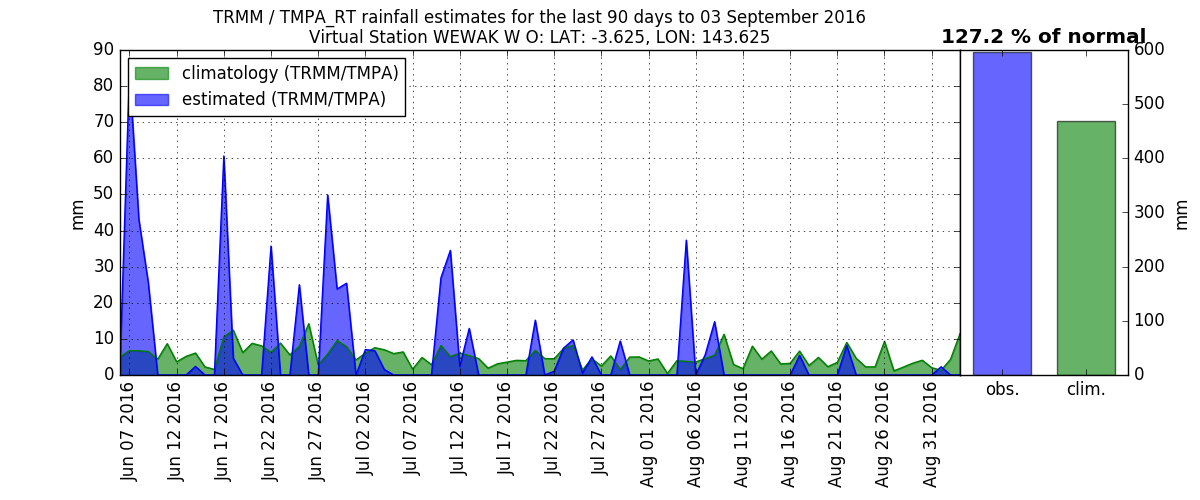 TRMM / TMPA_RT rainfall estimates for the last 90 days to 03 September 2016
Virtual Station WEWAK W O: LAT: -3.625, LON: 143.625
127.2 % of normal
climatology (TRMM/TMPA)
estimated (TRMM/TMPA)
mm
90
80
70
60
50
40
30
20
10
0
Jun 07 2016
Jun 12 2016
Jun 17 2016
Jun 22 2016
Jun 27 2016
Jul 02 2016
Jul 07 2016
Jul 12 2016
Jul 17 2016
Jul 22 2016
Jul 27 2016
Aug 01 2016
Aug 06 2016
Aug 11 2016
Aug 16 2016
Aug 21 2016
Aug 26 2016
Aug 31 2016
obs.
clim.
600
500
400
300
200
100
0
mm